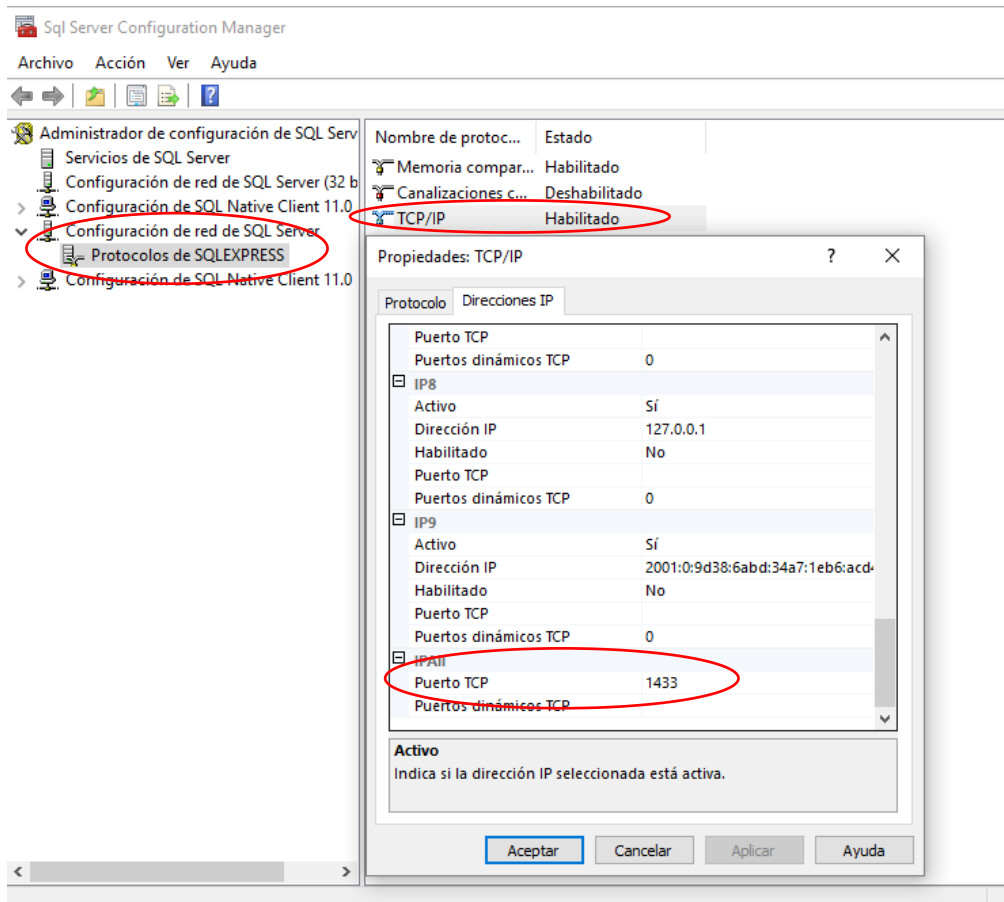 Sql Server Configuration Manager
Archivo Acción Ver Ayuda
Administrador de configuración de SQL Serv
Servicios de SQL Server
Configuración de red de SQL Server (32 b
Configuración de SQL Native Client 11.0
Configuración de red de SQL Server
Protocolos de SQLEXPRESS
Configuración de SQL Native Client 11.0
Nombre de protoc... Estado
Memoria compar... Habilitado
Canalizaciones c... Deshabilitado
TCP/IP Habilitado
Propiedades: TCP/IP ?
Protocolo Direcciones IP
Puerto TCP
Puertos dinámicos TCP 0
IP8
Activo Sí
Dirección IP 127.0.0.1
Habilitado No
Puerto TCP
Puertos dinámicos TCP 0
IP9
Activo Sí
Dirección IP 2001:0:9d38:6abd:34a7:1eb6:acd4
Habilitado No
Puerto TCP
Puertos dinámicos TCP 0
IPAll
Puerto TCP 1433
Puertos dinámicos TCP
Activo
Indica si la dirección IP seleccionada está activa.
Aceptar Cancelar Aplicar Ayuda